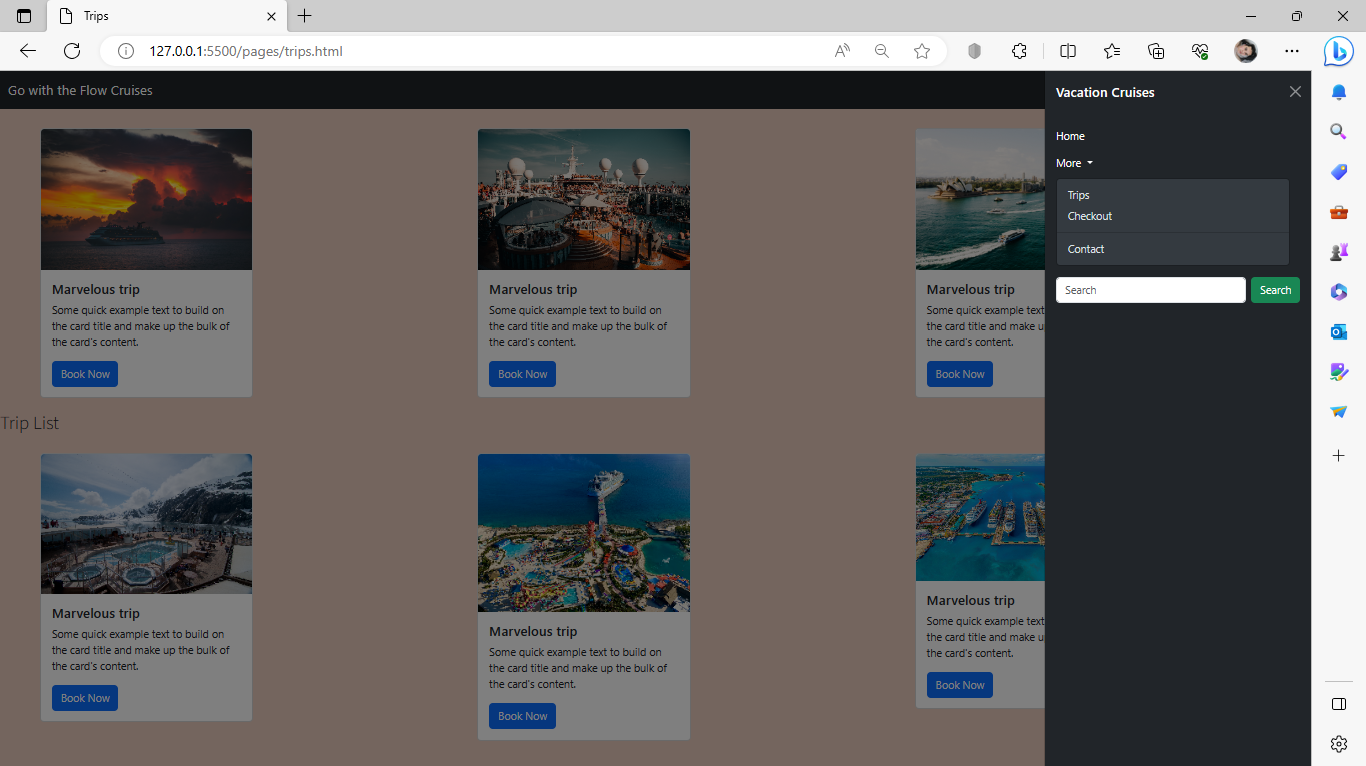 Trips
127.0.0.1:5500/pages/trips.html
Go with the Flow Cruises
Vacation Cruises
Home
More
Trips
Checkout
Contact
Search
Search
Marvelous trip
Some quick example text to build on
the card title and make up the bulk of
the card's content.
Book Now
Marvelous trip
Some quick example text to build on
the card title and make up the bulk of
the card's content.
Book Now
Marvelous trip
Some quick example text
the card title and make u
the card's content.
Book Now
Trip List
Marvelous trip
Some quick example text to build on
the card title and make up the bulk of
the card's content.
Book Now
Marvelous trip
Some quick example text to build on
the card title and make up the bulk of
the card's content.
Book Now
Marvelous trip
Some quick example text
the card title and make u
the card's content.
Book Now